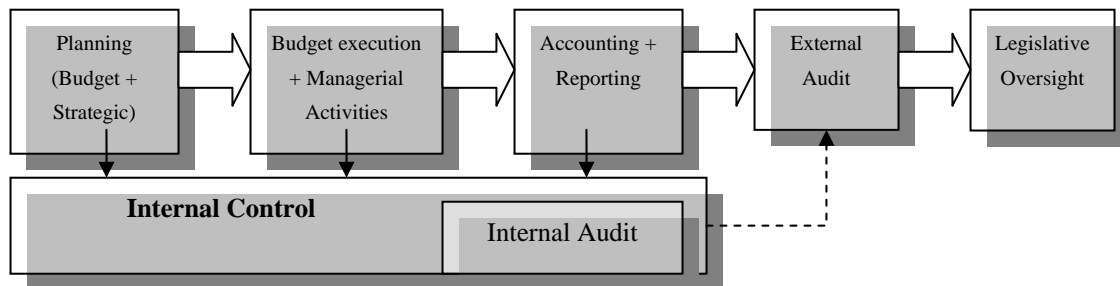 Planning
(Budget +
Strategic)
Budget execution
+ Managerial
Activities
Accounting +
Reporting
External
Audit
Legislative
Oversight
Internal Control
Internal Audit